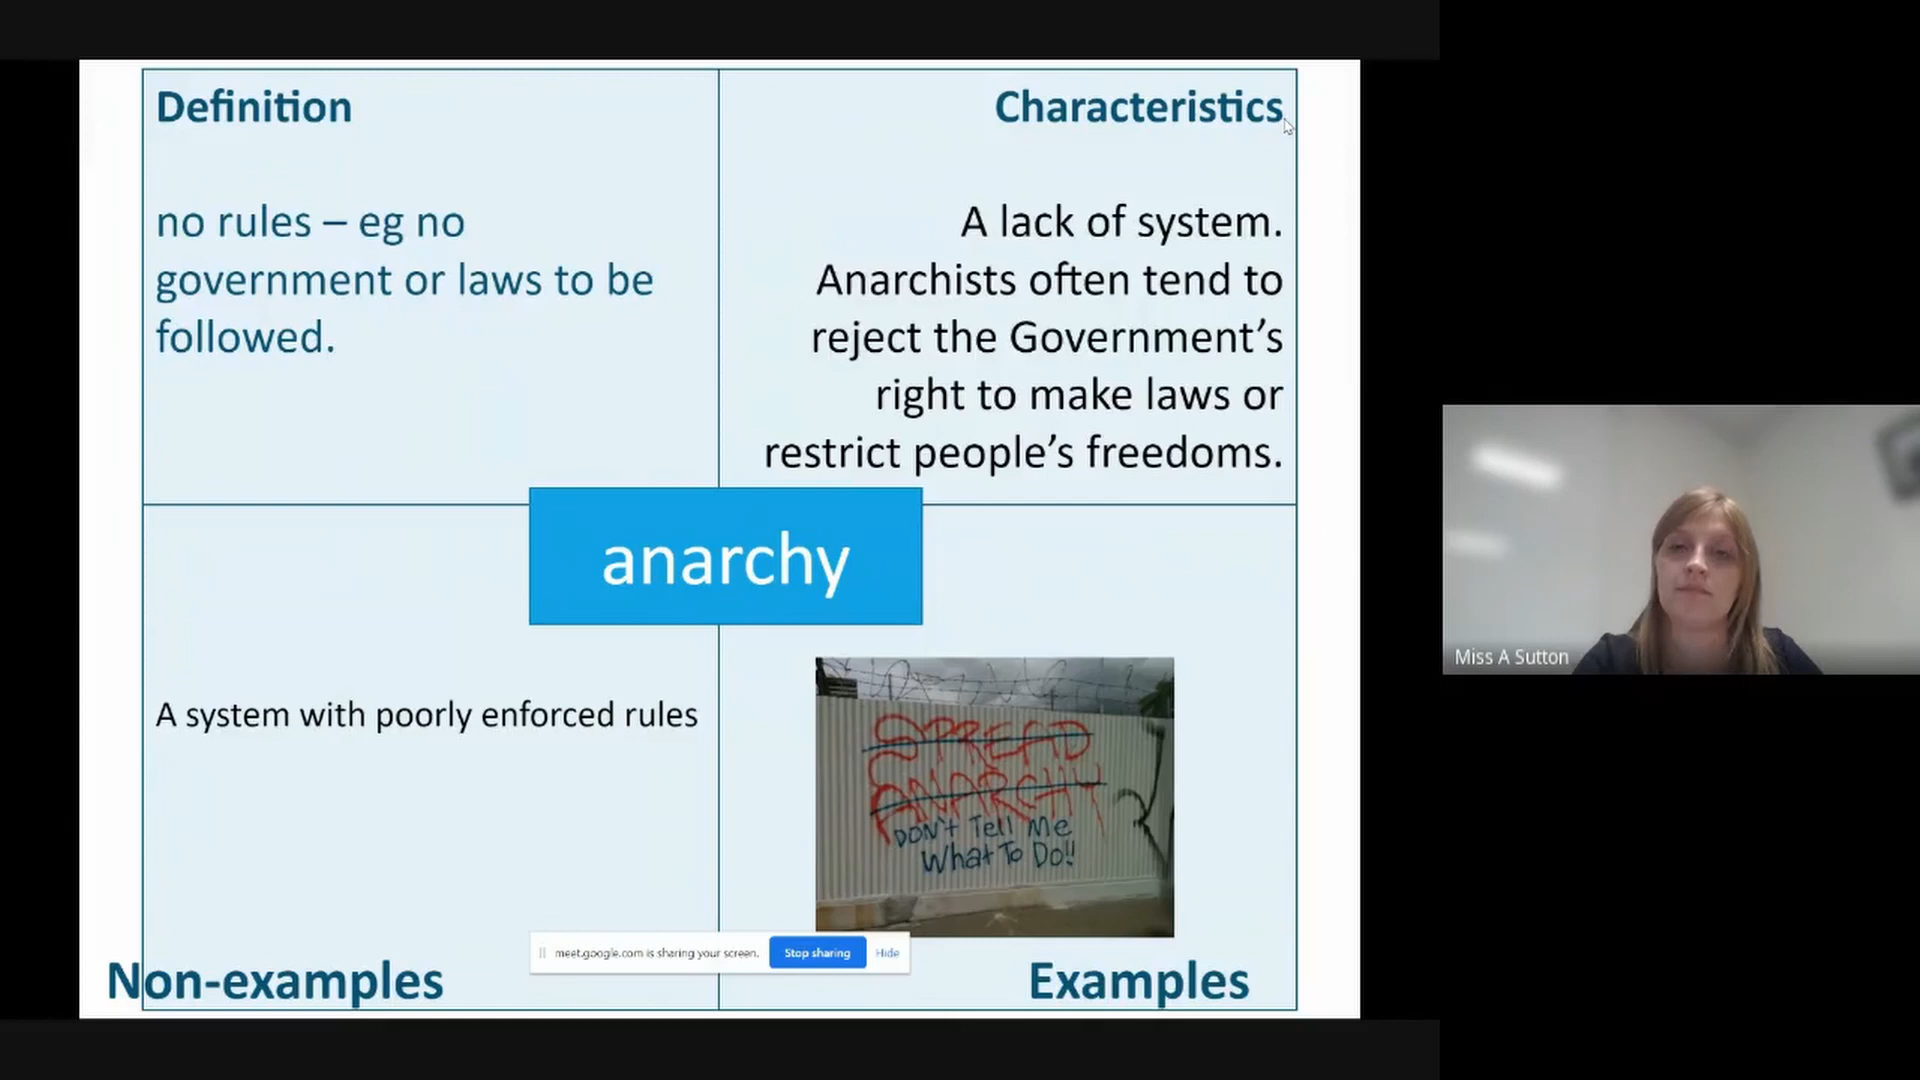 Definition
no rules – eg no
government or laws to be
followed.
Characteristics
A lack of system.
Anarchists often tend to
reject the Government’s
right to make laws or
restrict people’s freedoms.
anarchy
A system with poorly enforced rules
Non-examples
SPREAD
ANARCHY
DON'T Tell Me
What To Do!!
Examples
meet.google.com is sharing your screen. Stop sharing Hide
Miss A Sutton